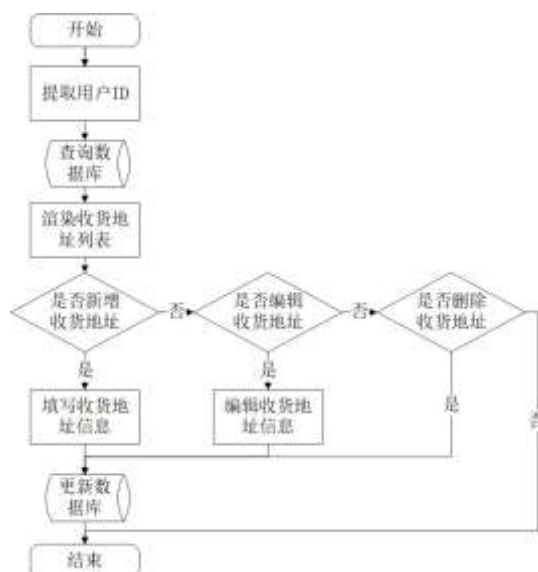 开始
提取用户ID
查询数
据库
渲染收货地
址列表
是否新增
收货地址
否
是否编辑
收货地址
否
是否删除
收货地址
是
是
是
否
填写收货地
址信息
编辑收货地
址信息
更新数
据库
结束